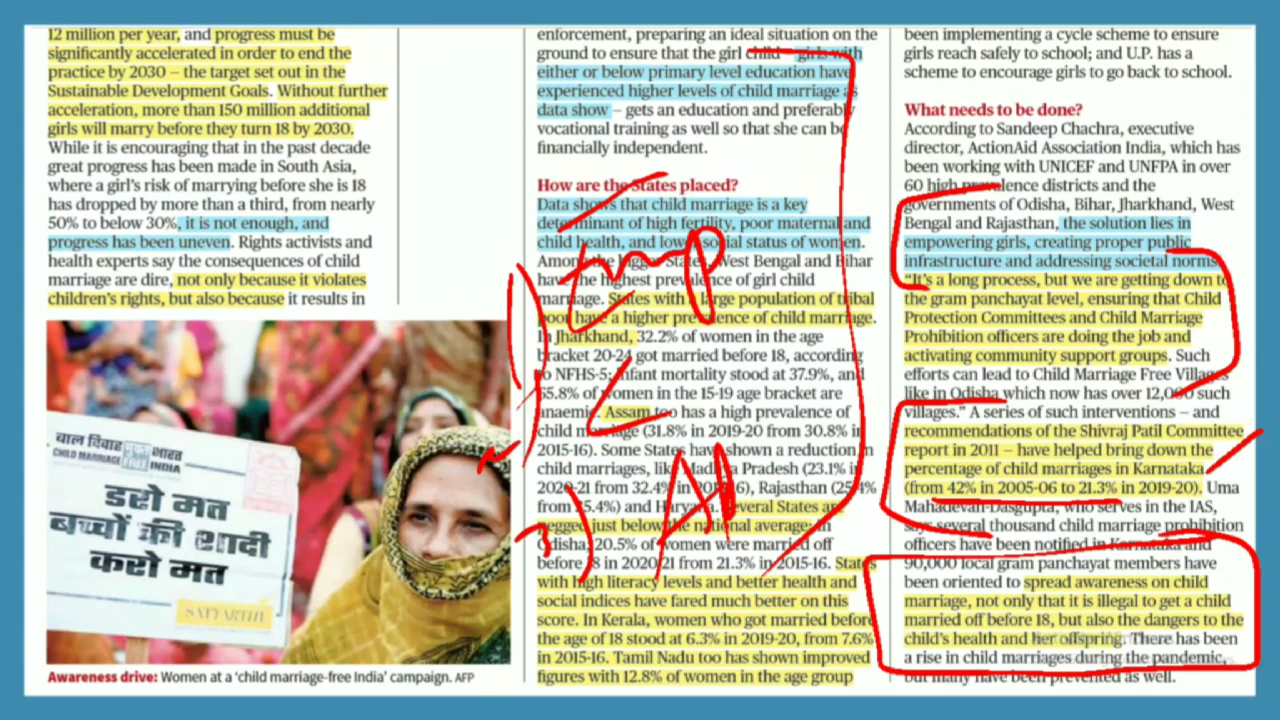 12 million per year, and progress must be
significantly accelerated in order to end the
practice by 2030 – the target set out in the
Sustainable Development Goals. Without further
acceleration, more than 150 million additional
girls will marry before they turn 18 by 2030.
While it is encouraging that in the past decade
great progress has been made in South Asia,
where a girl's risk of marrying before she is 18
has dropped by more than a third, from nearly
50% to below 30%, it is not enough, and
progress has been uneven. Rights activists and
health experts say the consequences of child
marriage are dire, not only because it violates
children's rights, but also because it results in
बाल विवाह मुक्त भारत
CHILD MARRIAGE FREE INDIA
डरो मत
बच्चों की शादी
करो मत
SATYARTHI
Awareness drive: Women at a 'child marriage-free India' campaign. AFP
enforcement, preparing an ideal situation on the
ground to ensure that the girl child – girls with
either or below primary level education have
experienced higher levels of child marriage as
data show – gets an education and preferably
vocational training as well so that she can be
financially independent.
How are the States placed?
Data shows that child marriage is a key
determinant of high fertility, poor maternal and
child health, and lower social status of women.
Among the bigger States, West Bengal and Bihar
have the highest prevalence of girl child
marriage. States with a large population of tribal
poor have a higher prevalence of child marriage.
In Jharkhand, 32.2% of women in the age
bracket 20-24 got married before 18, according
to NFHS-5; infant mortality stood at 37.9%, and
65.8% of women in the 15-19 age bracket are
anaemic. Assam too has a high prevalence of
child marriage (31.8% in 2019-20 from 30.8% in
2015-16). Some States have shown a reduction in
child marriages, like Madhya Pradesh (23.1% in
2020-21 from 32.4% in 2015-16), Rajasthan (25.4%
from 35.4%) and Haryana. Several States are
pegged just below the national average: in
Odisha, 20.5% of women were married off
before 18 in 2020-21 from 21.3% in 2015-16. States
with high literacy levels and better health and
social indices have fared much better on this
score. In Kerala, women who got married before
the age of 18 stood at 6.3% in 2019-20, from 7.6%
in 2015-16. Tamil Nadu too has shown improved
figures with 12.8% of women in the age group
Imp
been implementing a cycle scheme to ensure
girls reach safely to school; and U.P. has a
scheme to encourage girls to go back to school.
What needs to be done?
According to Sandeep Chachra, executive
director, ActionAid Association India, which has
been working with UNICEF and UNFPA in over
60 high prevalence districts and the
governments of Odisha, Bihar, Jharkhand, West
Bengal and Rajasthan, the solution lies in
empowering girls, creating proper public
infrastructure and addressing societal norms.
"It's a long process, but we are getting down to
the gram panchayat level, ensuring that Child
Protection Committees and Child Marriage
Prohibition officers are doing the job and
activating community support groups. Such
efforts can lead to Child Marriage Free Villages
like in Odisha which now has over 12,000 such
villages." A series of such interventions – and
recommendations of the Shivraj Patil Committee
report in 2011 – have helped bring down the
percentage of child marriages in Karnataka
(from 42% in 2005-06 to 21.3% in 2019-20). Uma
Mahadevan-Dasgupta, who serves in the IAS,
says several thousand child marriage prohibition
officers have been notified in Karnataka and
90,000 local gram panchayat members have
been oriented to spread awareness on child
marriage, not only that it is illegal to get a child
married off before 18, but also the dangers to the
child's health and her offspring. There has been
a rise in child marriages during the pandemic,
but many have been prevented as well.